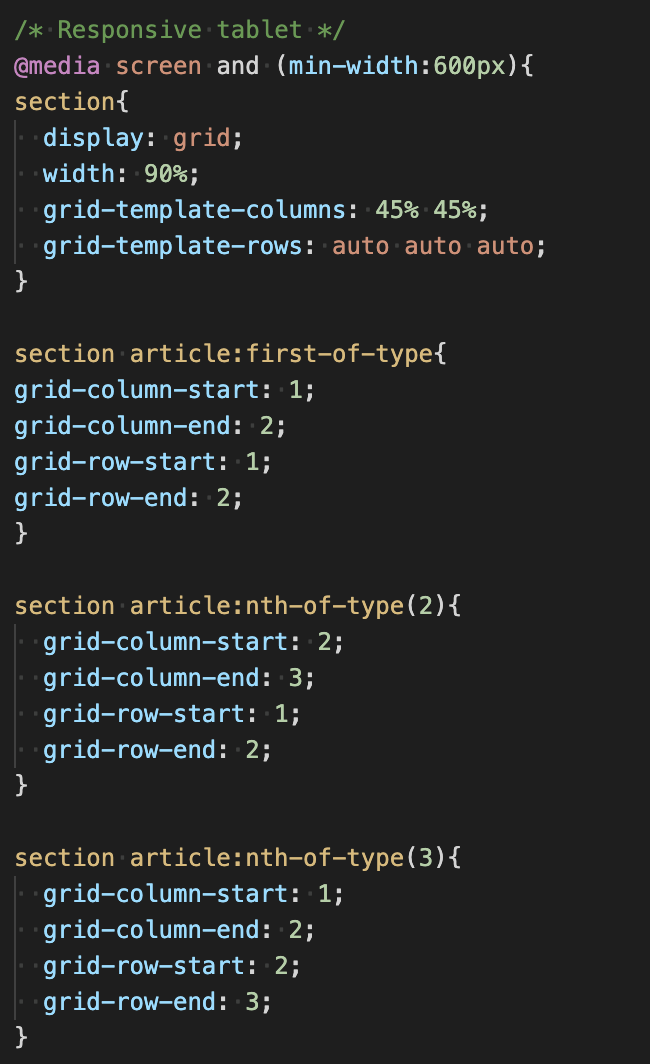 /* Responsive tablet */
@media screen and (min-width:600px){
section{
  display: grid;
  width: 90%;
  grid-template-columns: 45% 45%;
  grid-template-rows: auto auto auto;
}

section article:first-of-type{
grid-column-start: 1;
grid-column-end: 2;
grid-row-start: 1;
grid-row-end: 2;
}

section article:nth-of-type(2){
  grid-column-start: 2;
  grid-column-end: 3;
  grid-row-start: 1;
  grid-row-end: 2;
}

section article:nth-of-type(3){
  grid-column-start: 1;
  grid-column-end: 2;
  grid-row-start: 2;
  grid-row-end: 3;
}